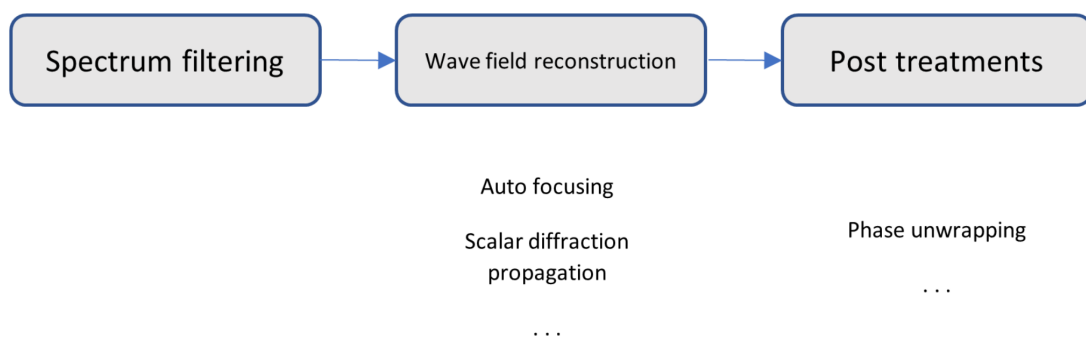 Spectrum filtering
Wave field reconstruction
Post treatments
Auto focusing
Scalar diffraction
propagation
. . .
Phase unwrapping
. . .